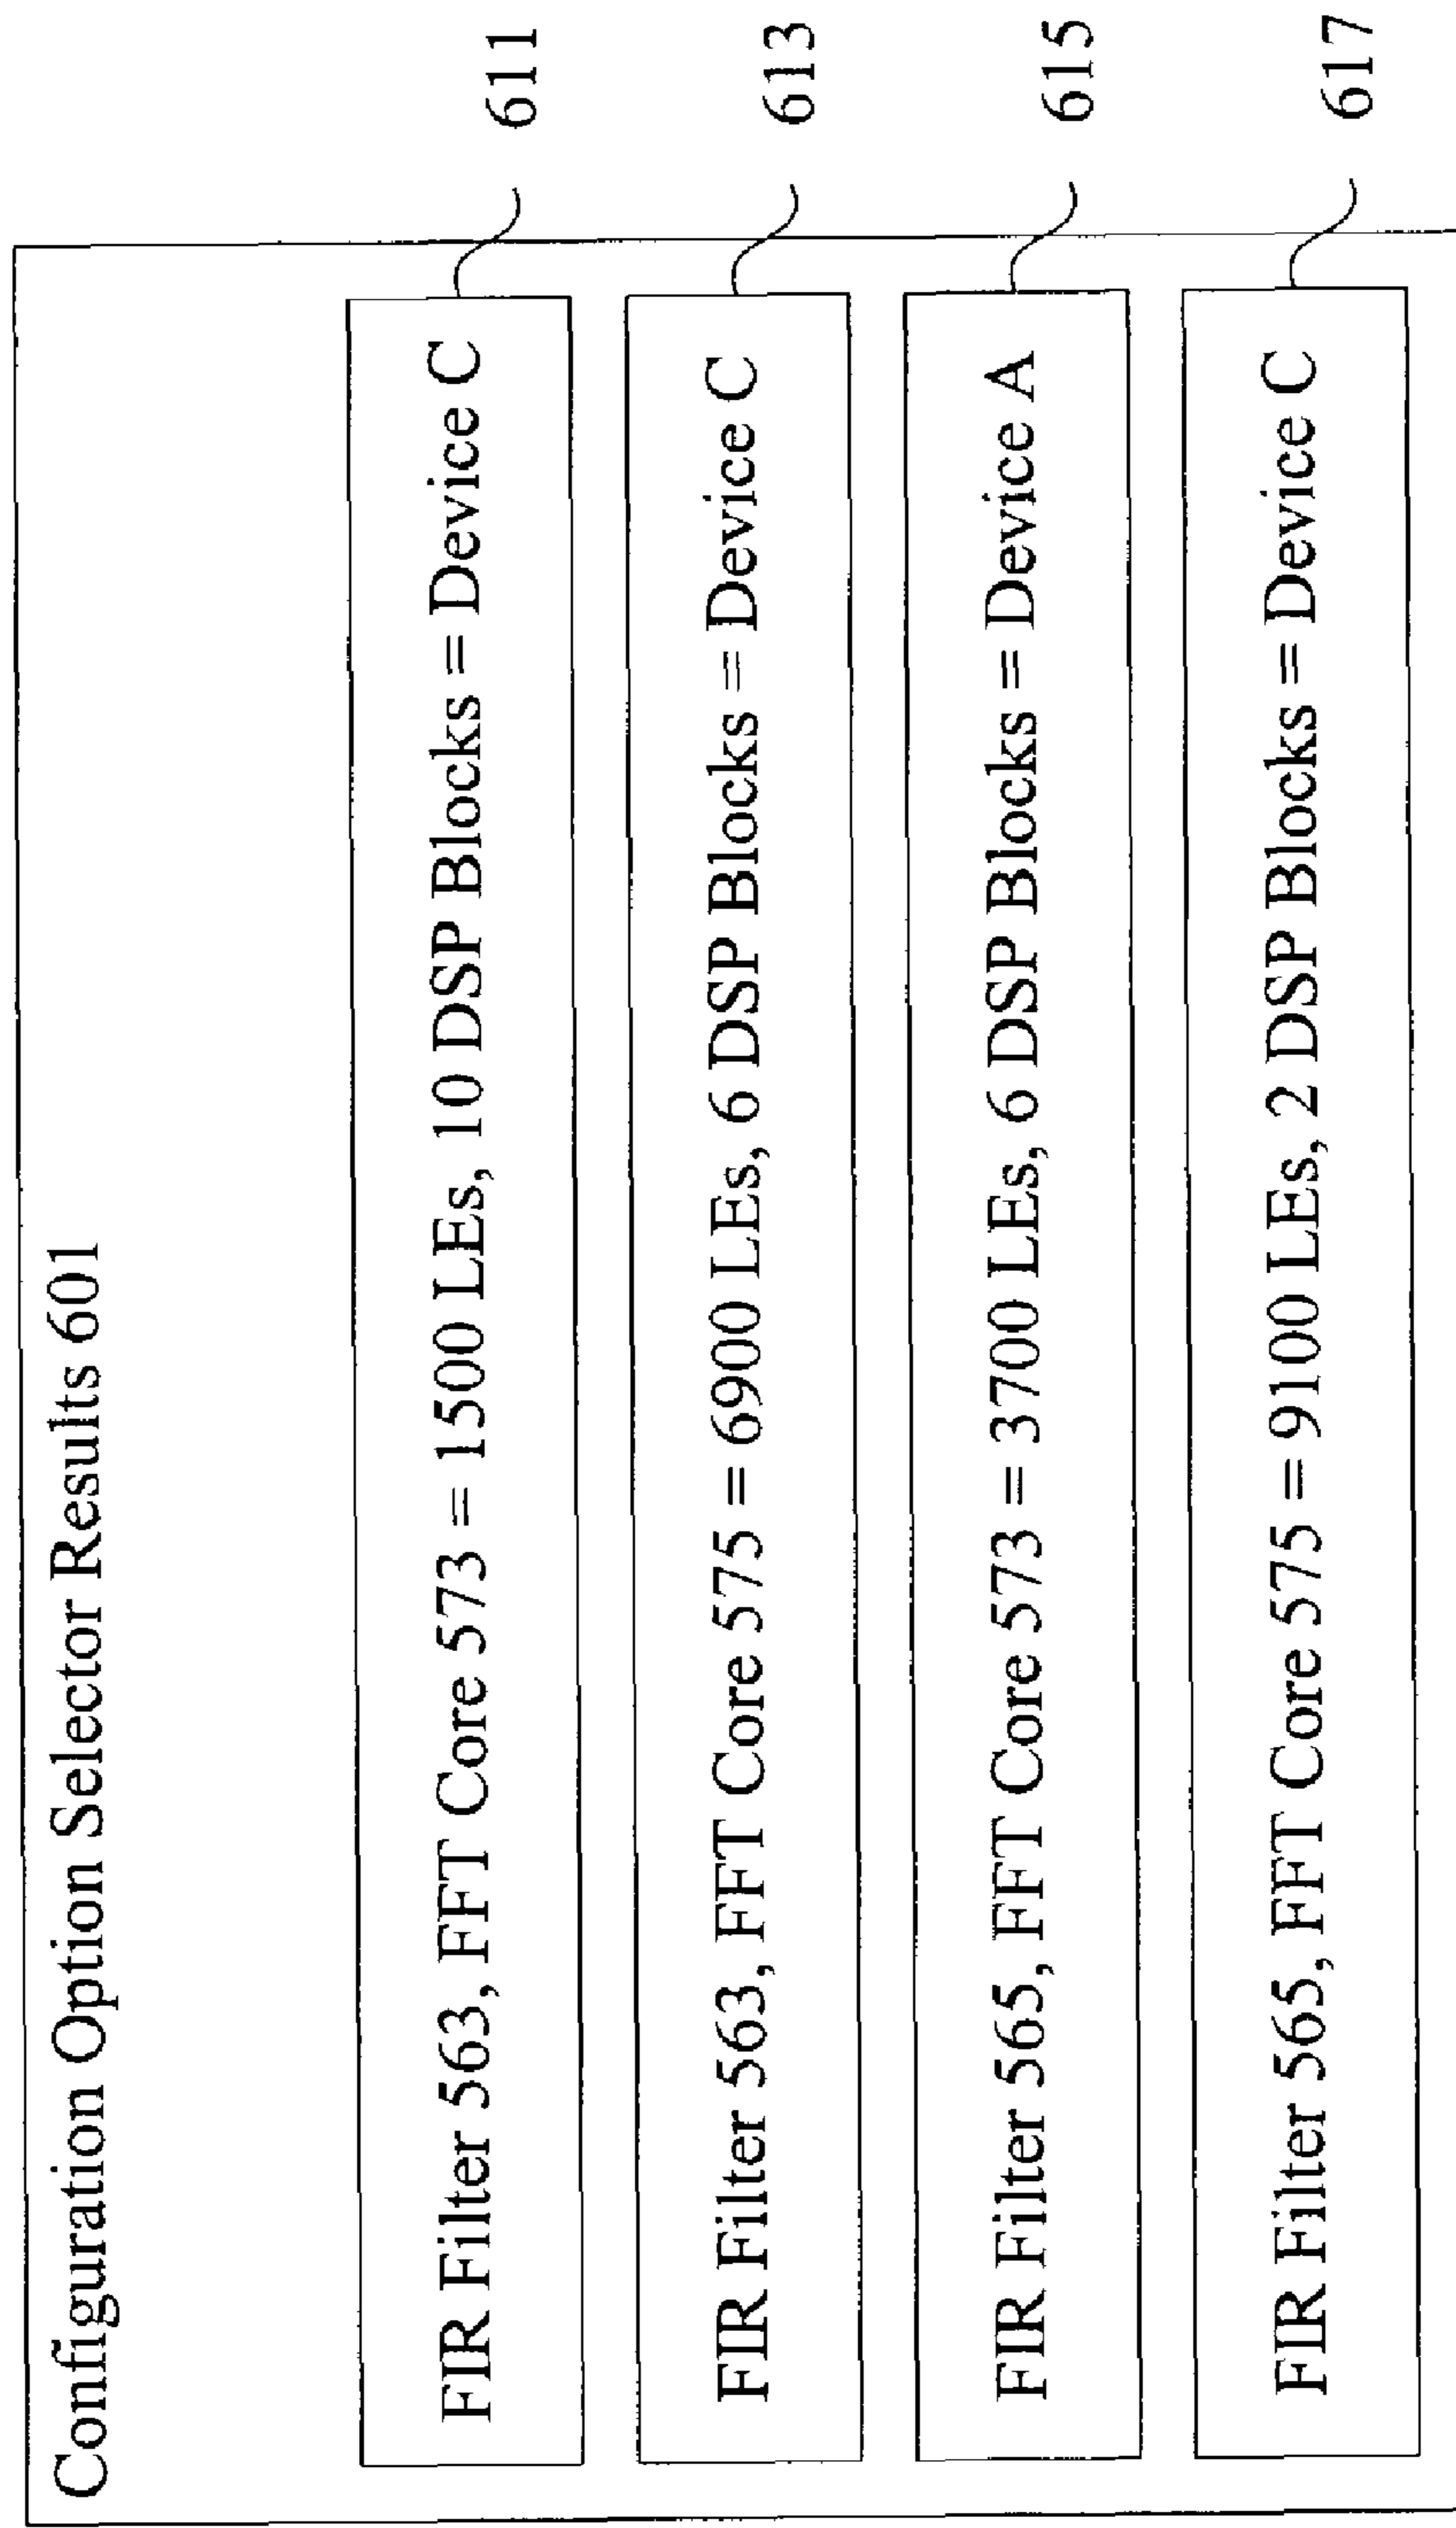 Configuration Option Selector Results 601
FIR Filter 563, FFT Core 573 = 1500 LEs, 10 DSP Blocks = Device C
611
FIR Filter 563, FFT Core 575 = 6900 LEs, 6 DSP Blocks = Device C
613
FIR Filter 565, FFT Core 573 = 3700 LEs, 6 DSP Blocks = Device A
615
FIR Filter 565, FFT Core 575 = 9100 LEs, 2 DSP Blocks = Device C
617